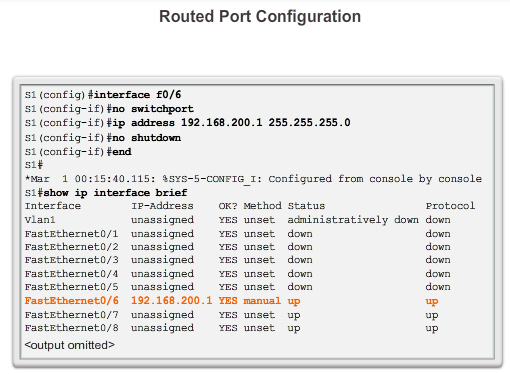 Routed Port Configuration
S1(config)#interface f0/6
S1(config-if)#no switchport
S1(config-if)#ip address 192.168.200.1 255.255.255.0
S1(config-if)#no shutdown
S1(config-if)#end
S1#
*Mar  1 00:15:40.115: %SYS-5-CONFIG_I: Configured from console by console
S1#show ip interface brief
Interface IP-Address OK? Method Status Protocol
Vlan1 unassigned YES unset administratively down down
FastEthernet0/1 unassigned YES unset down down
FastEthernet0/2 unassigned YES unset down down
FastEthernet0/3 unassigned YES unset down down
FastEthernet0/4 unassigned YES unset down down
FastEthernet0/5 unassigned YES unset down down
FastEthernet0/6 192.168.200.1 YES manual up up
FastEthernet0/7 unassigned YES unset up up
FastEthernet0/8 unassigned YES unset up up
<output omitted>